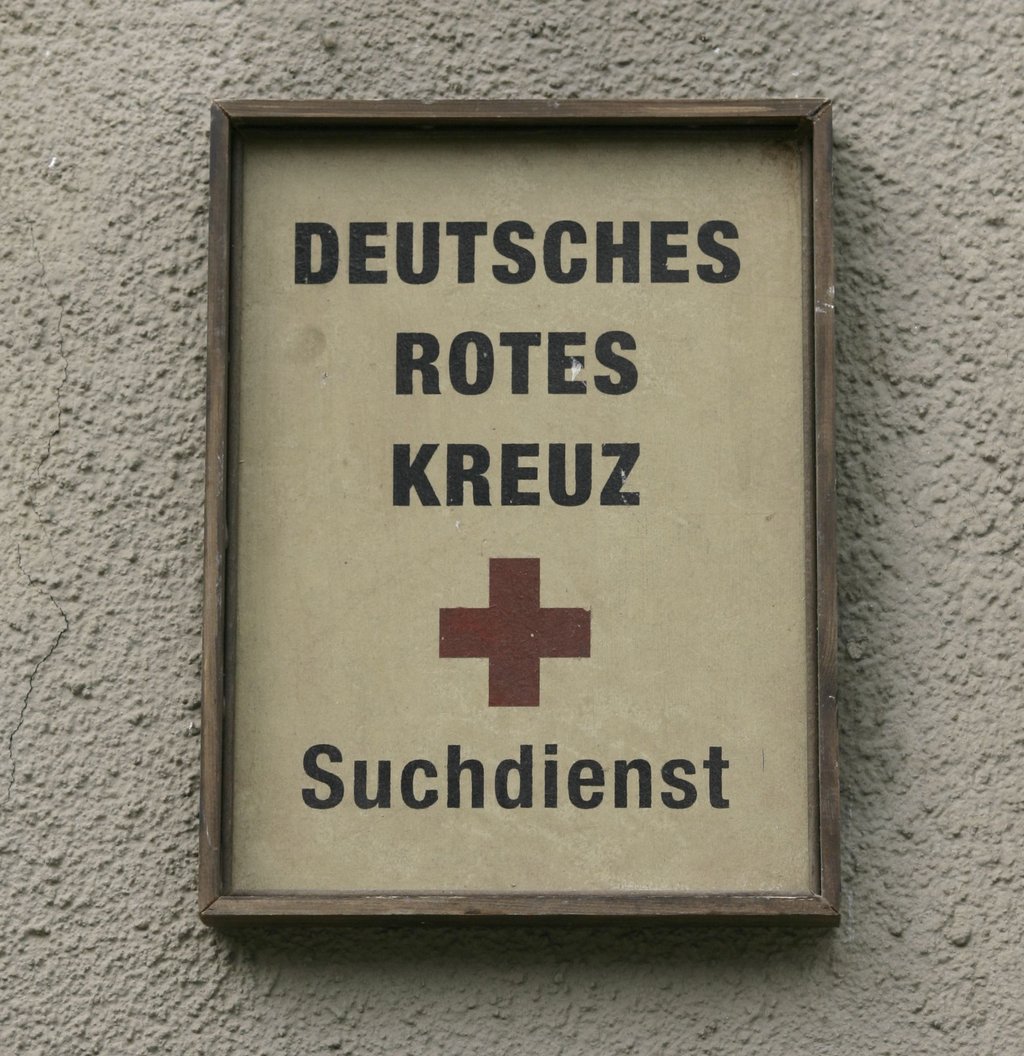 DEUTSCHES
ROTES
KREUZ
Suchdienst